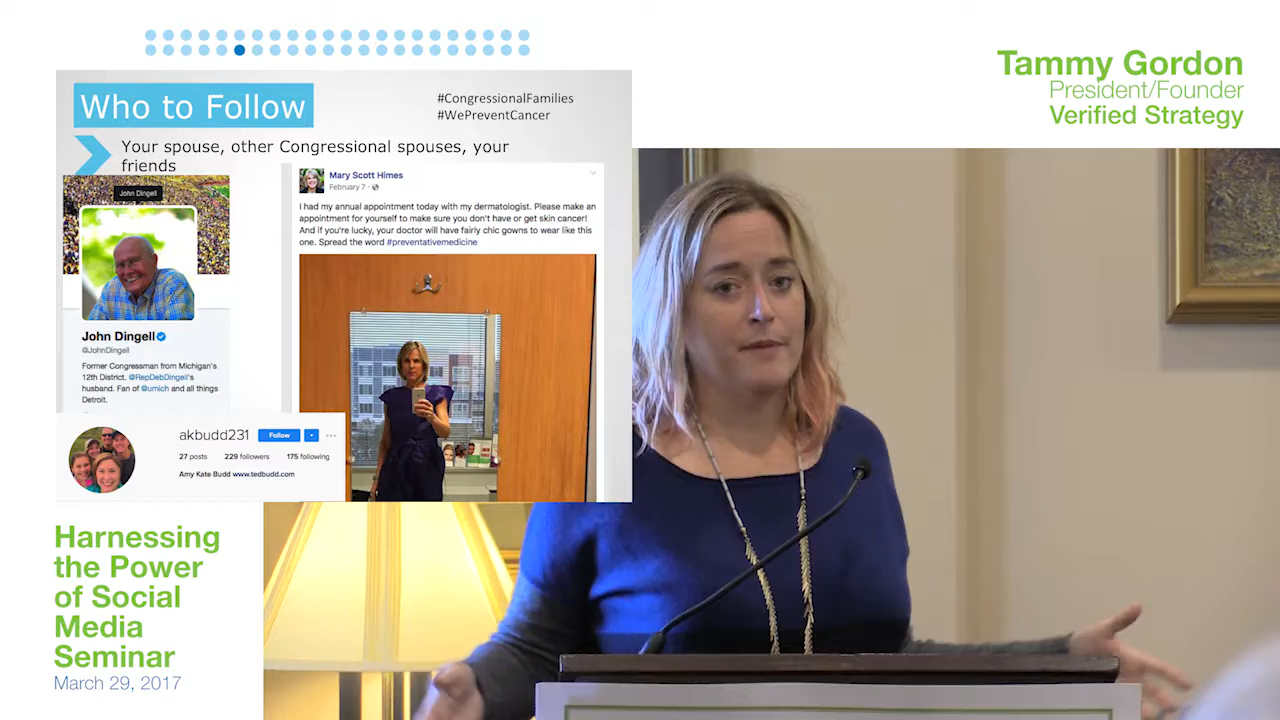 Tammy Gordon
President/Founder
Verified Strategy
Who to Follow
#CongressionalFamilies
#WePreventCancer
Your spouse, other Congressional spouses, your
friends
John Dingell
John Dingell
@JohnDingell
Former Congressman from Michigan's
12th District. @RepDebDingell's
husband. Fan of @umich and all things
Detroit.
Mary Scott Himes
February 7 ·
I had my annual appointment today with my dermatologist. Please make an
appointment for yourself to make sure you don't have or get skin cancer!
And if you're lucky, your doctor will have fairly chic gowns to wear like this
one. Spread the word #preventativemedicine
akbudd231 Follow
27 posts 229 followers 175 following
Amy Kate Budd www.tedbudd.com
Harnessing
the Power
of Social
Media
Seminar
March 29, 2017